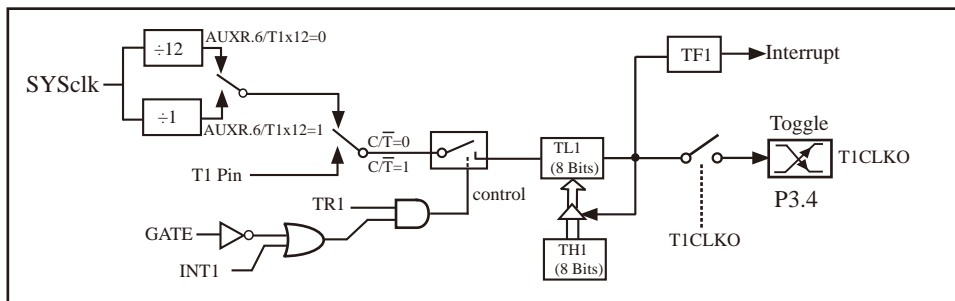 AUXR.6/T1x12=0
÷12
SYSclk
÷1
AUXR.6/T1x12=1
T1 Pin
C/T̅=0
C/T̅=1
control
TR1
GATE
INT1
TL1
(8 Bits)
TH1
(8 Bits)
TF1
Interrupt
Toggle
T1CLKO
P3.4
T1CLKO